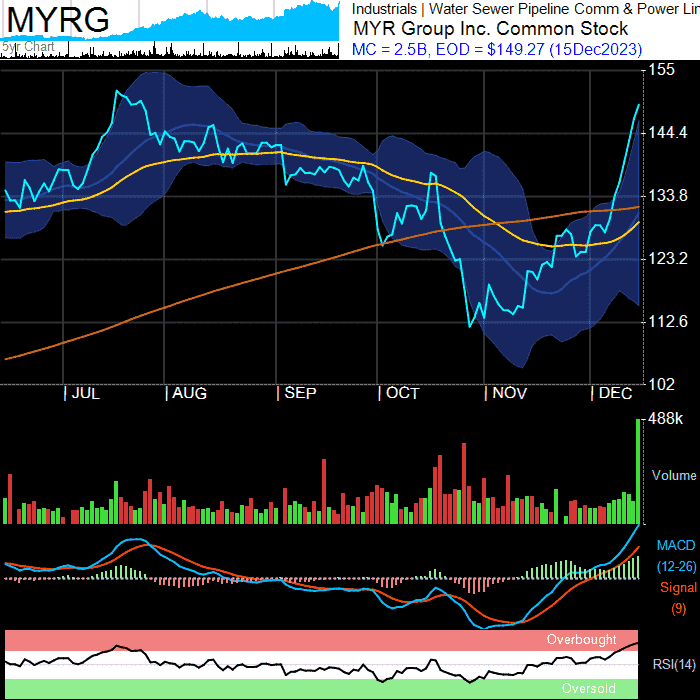 MYRG
5yr Chart
Industrials | Water Sewer Pipeline Comm & Power Lin
MYR Group Inc. Common Stock
MC = 2.5B, EOD = $149.27 (15Dec2023)
155
144.4
133.8
123.2
112.6
102
| JUL | AUG | SEP | OCT | NOV | DEC
488k
Volume
MACD
(12-26)
Signal
(9)
Overbought
RSI(14)
Oversold